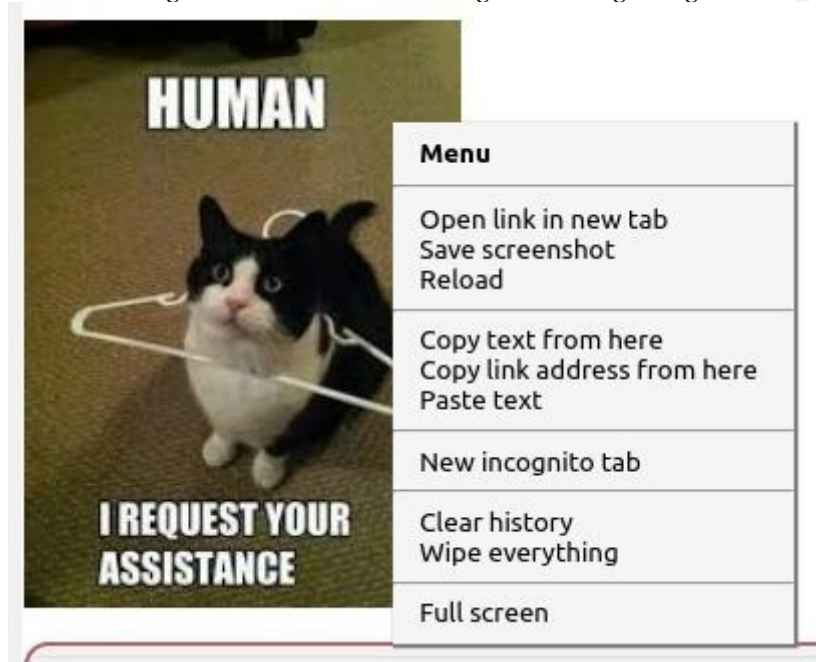 HUMAN
I REQUEST YOUR
ASSISTANCE
Menu
Open link in new tab
Save screenshot
Reload
Copy text from here
Copy link address from here
Paste text
New incognito tab
Clear history
Wipe everything
Full screen